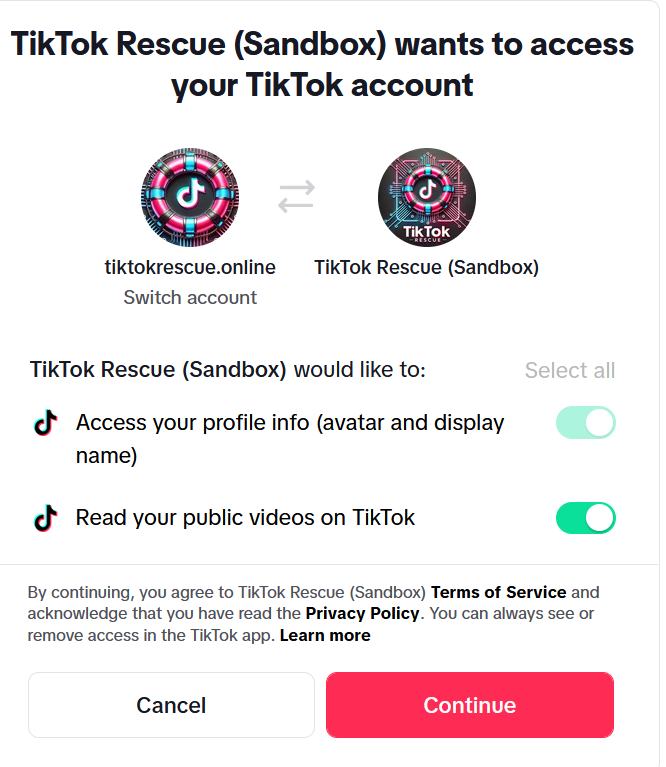 TikTok Rescue (Sandbox) wants to access
your TikTok account
TikTok
RESCUE
tiktokrescue.online
TikTok Rescue (Sandbox)
Switch account
TikTok Rescue (Sandbox) would like to:
Select all
Access your profile info (avatar and display
name)
Read your public videos on TikTok
By continuing, you agree to TikTok Rescue (Sandbox) Terms of Service and
acknowledge that you have read the Privacy Policy. You can always see or
remove access in the TikTok app. Learn more
Cancel
Continue